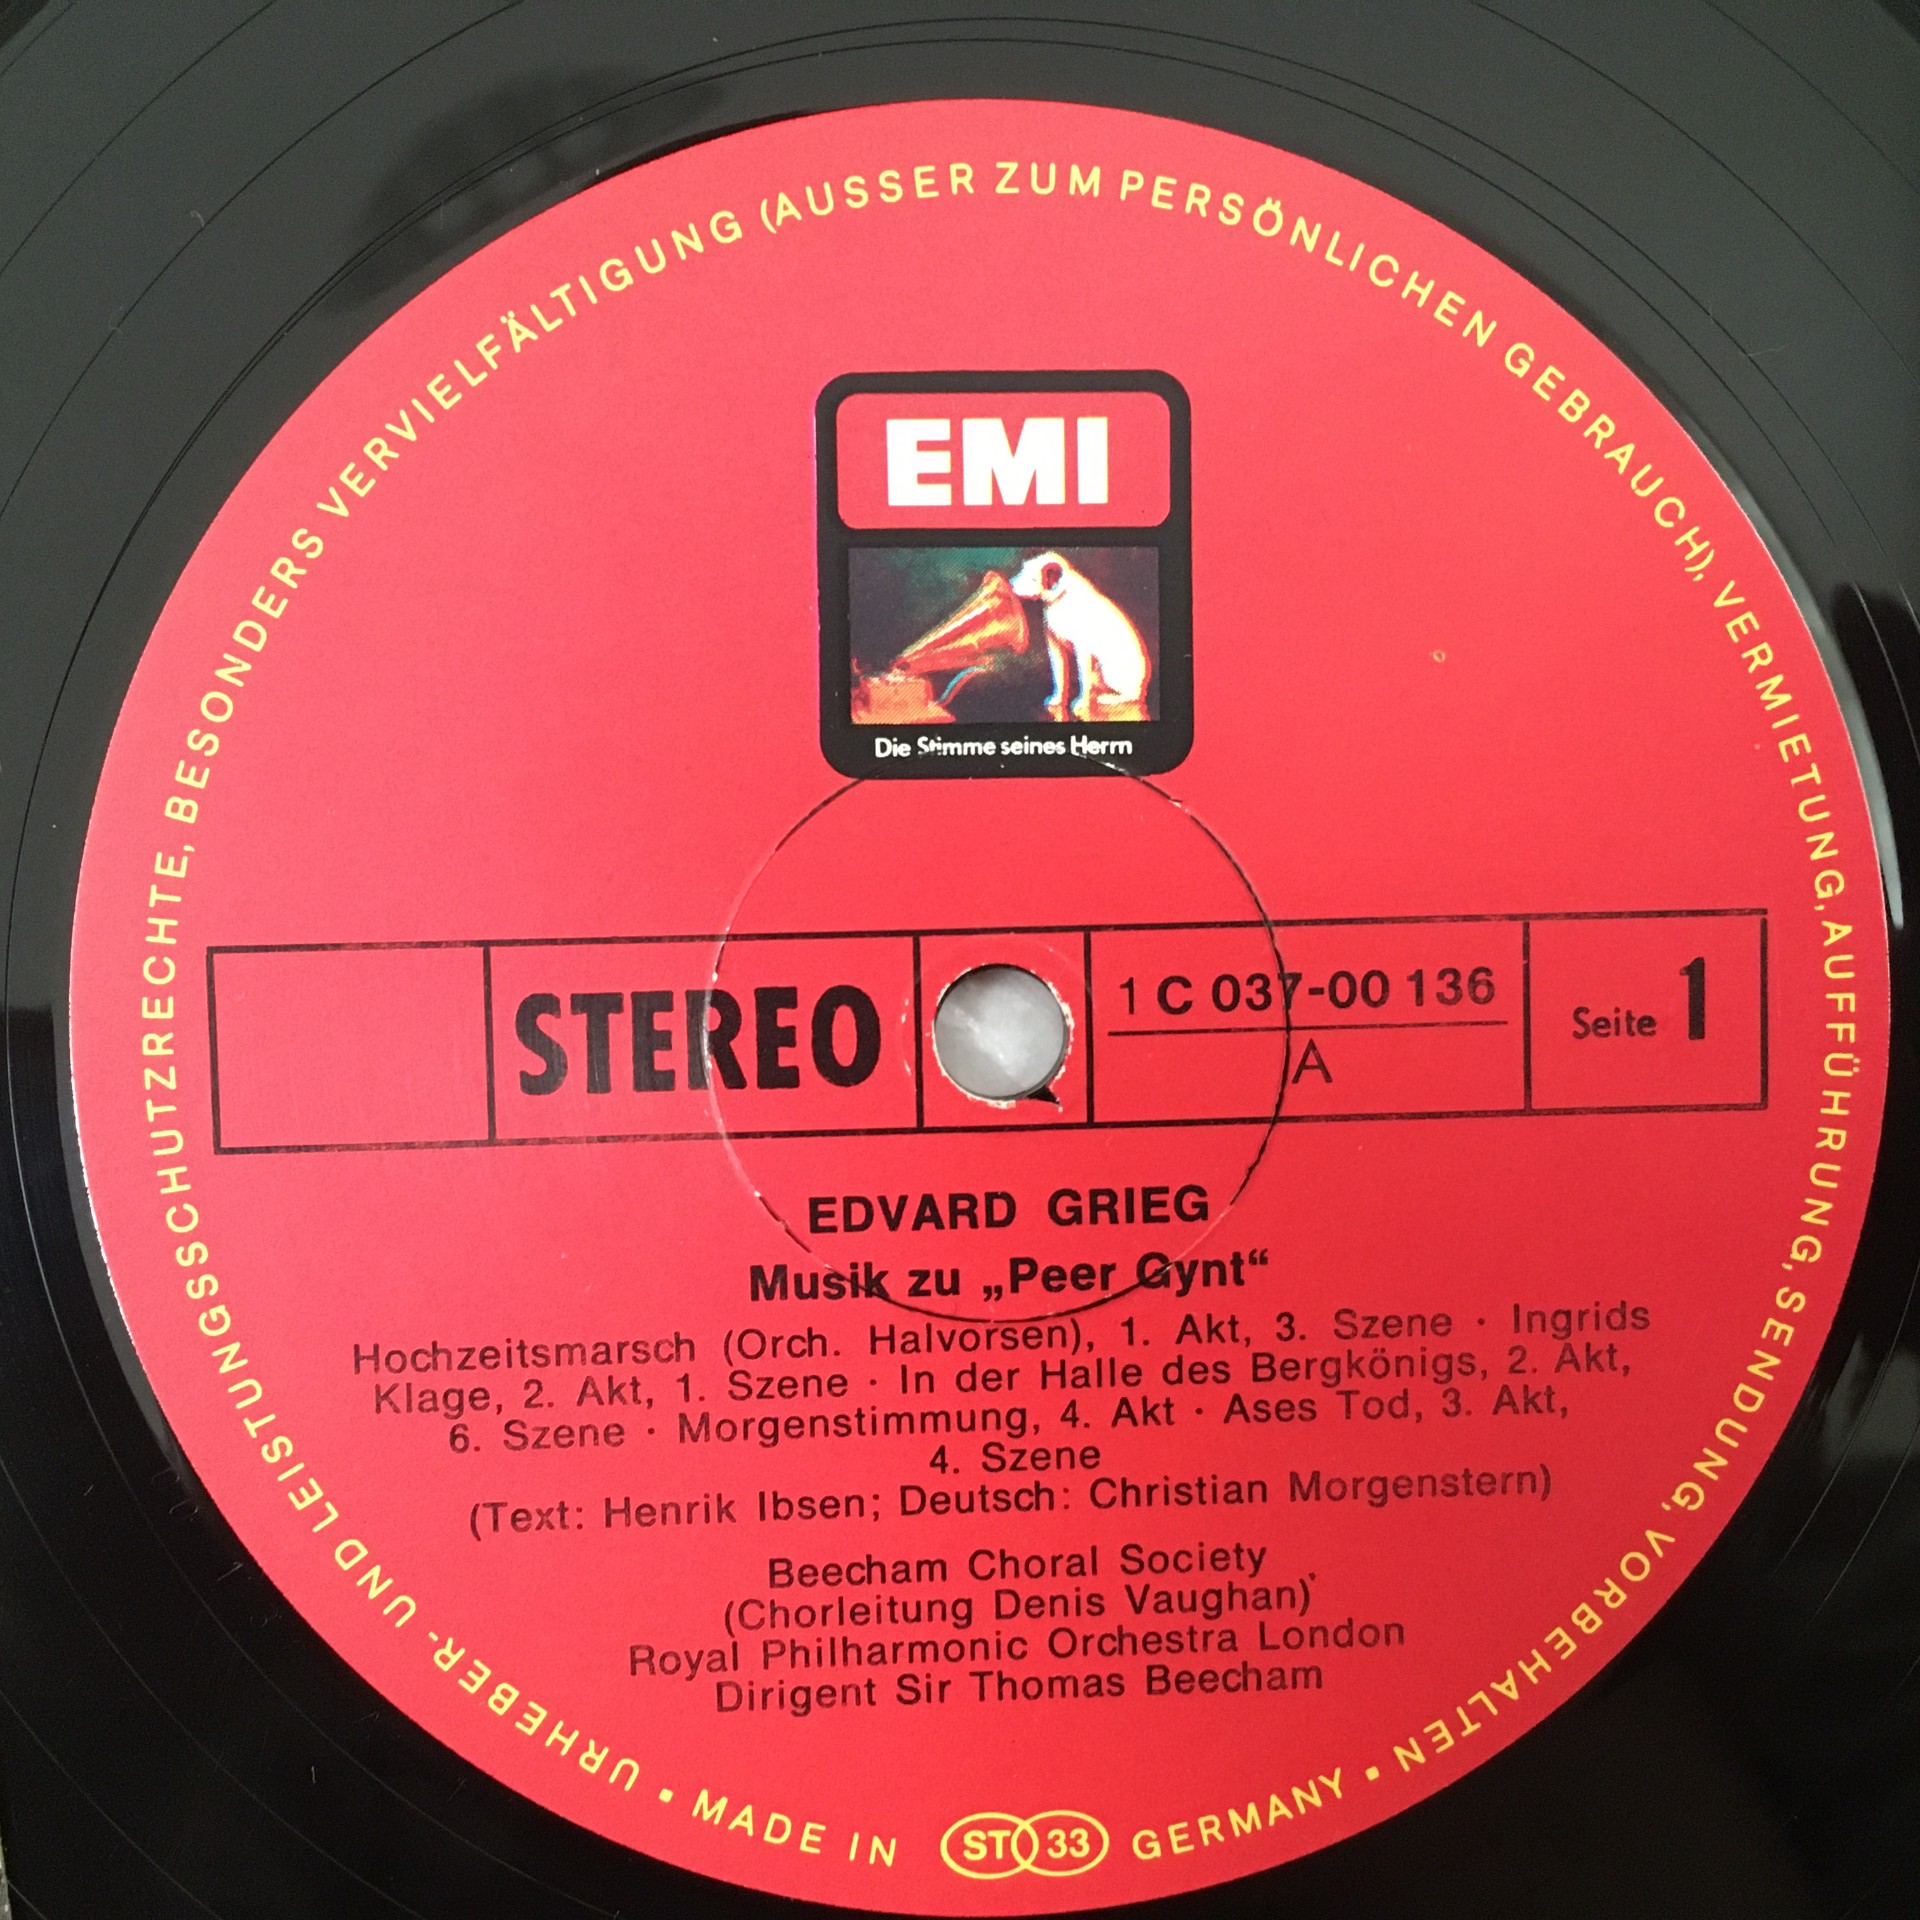 URHEBER- UND LEISTUNGSSCHUTZRECHTE, BESONDERS VERVIELFÄLTIGUNG (AUSSER ZUM PERSÖNLICHEN GEBRAUCH), VERMIETUNG, AUFFÜHRUNG, SENDUNG, VORBEHALTEN • MADE IN ST 33 GERMANY •
EMI
Die Stimme seines Herrn
STEREO
1 C 037-00 136
A
Seite 1
EDVARD GRIEG
Musik zu „Peer Gynt“
Hochzeitsmarsch (Orch. Halvorsen), 1. Akt, 3. Szene · Ingrids
Klage, 2. Akt, 1. Szene · In der Halle des Bergkönigs, 2. Akt,
6. Szene · Morgenstimmung, 4. Akt · Ases Tod, 3. Akt,
4. Szene
(Text: Henrik Ibsen; Deutsch: Christian Morgenstern)
Beecham Choral Society
(Chorleitung Denis Vaughan)
Royal Philharmonic Orchestra London
Dirigent Sir Thomas Beecham